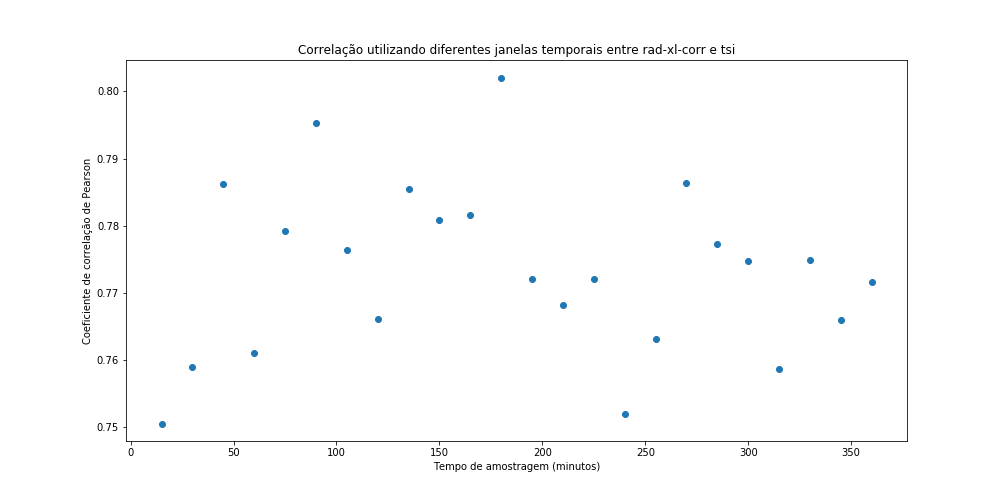 Correlação utilizando diferentes janelas temporais entre rad-xl-corr e tsi
0.80
0.79
0.78
0.77
0.76
0.75
Coeficiente de correlação de Pearson
0 50 100 150 200 250 300 350
Tempo de amostragem (minutos)